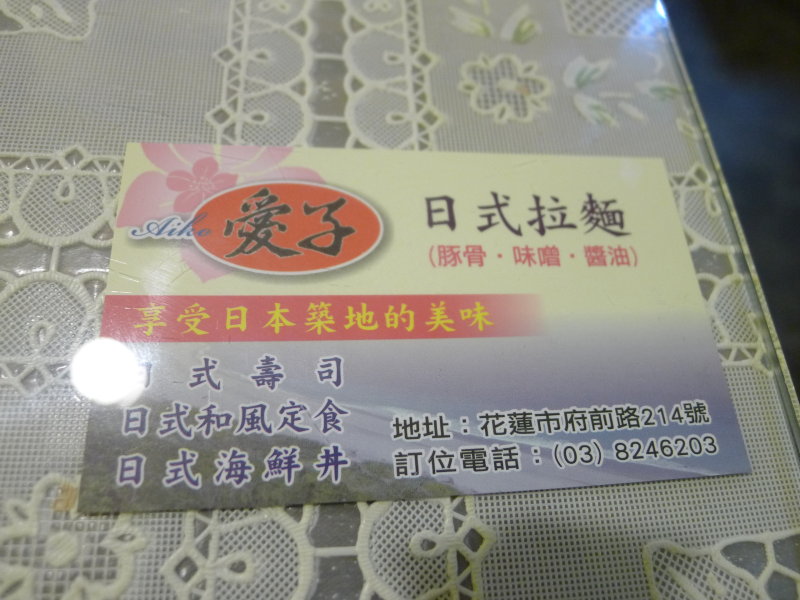 Aiko 愛子
日式拉麵
(豚骨·味噌·醬油)
享受日本築地的美味
日式壽司
日式和風定食
日式海鮮丼
地址：花蓮市府前路214號
訂位電話：(03) 8246203